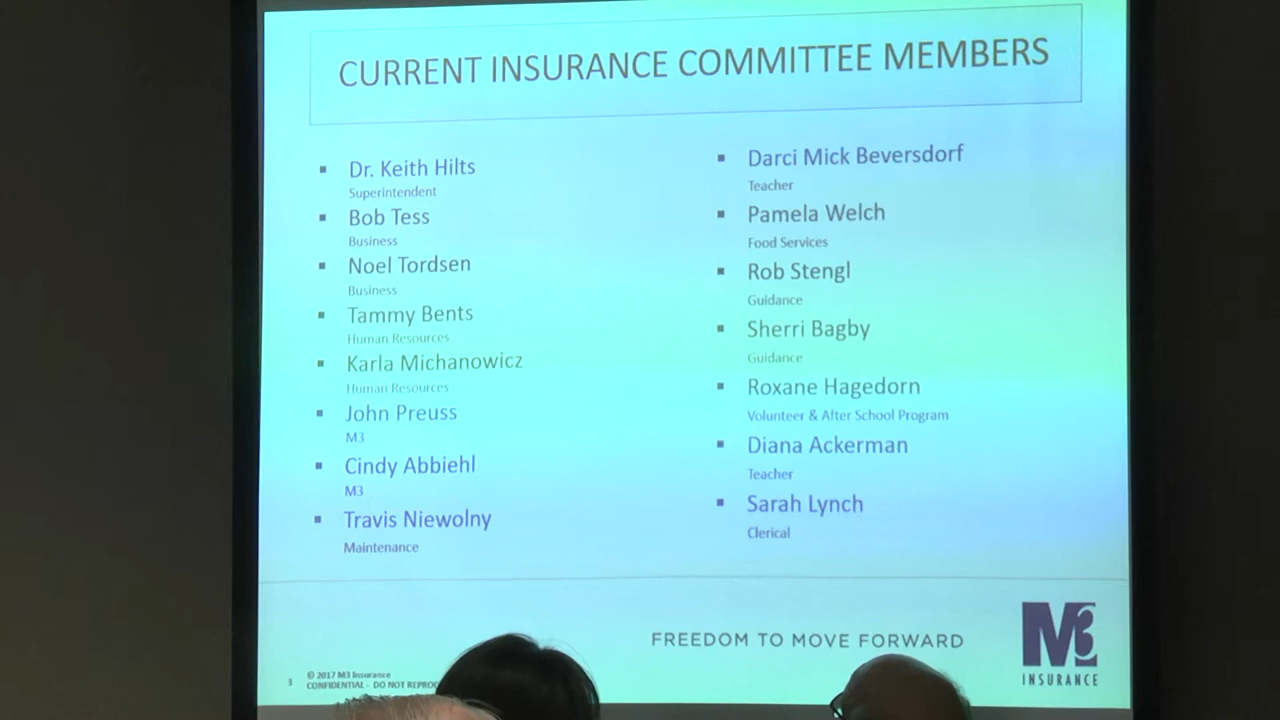 CURRENT INSURANCE COMMITTEE MEMBERS
▪ Dr. Keith Hilts
Superintendent
▪ Bob Tess
Business
▪ Noel Tordsen
Business
▪ Tammy Bents
Human Resources
▪ Karla Michanowicz
Human Resources
▪ John Preuss
M3
▪ Cindy Abbiehl
M3
▪ Travis Niewolny
Maintenance
▪ Darci Mick Beversdorf
Teacher
▪ Pamela Welch
Food Services
▪ Rob Stengl
Guidance
▪ Sherri Bagby
Guidance
▪ Roxane Hagedorn
Volunteer & After School Program
▪ Diana Ackerman
Teacher
▪ Sarah Lynch
Clerical
FREEDOM TO MOVE FORWARD
M3
INSURANCE
3
© 2017 M3 Insurance
CONFIDENTIAL - DO NOT